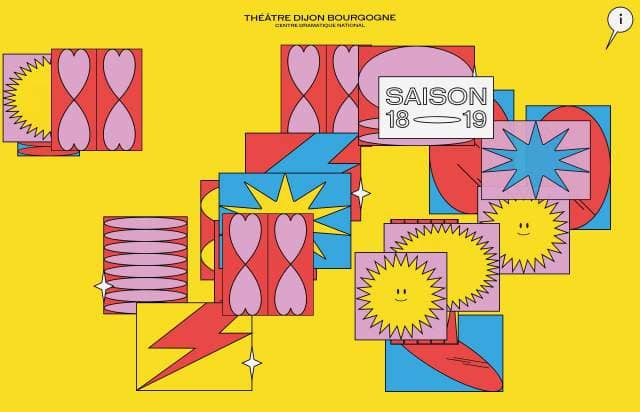 THÉÂTRE DIJON BOURGOGNE
CENTRE DRAMATIQUE NATIONAL
i
SAISON
18 19